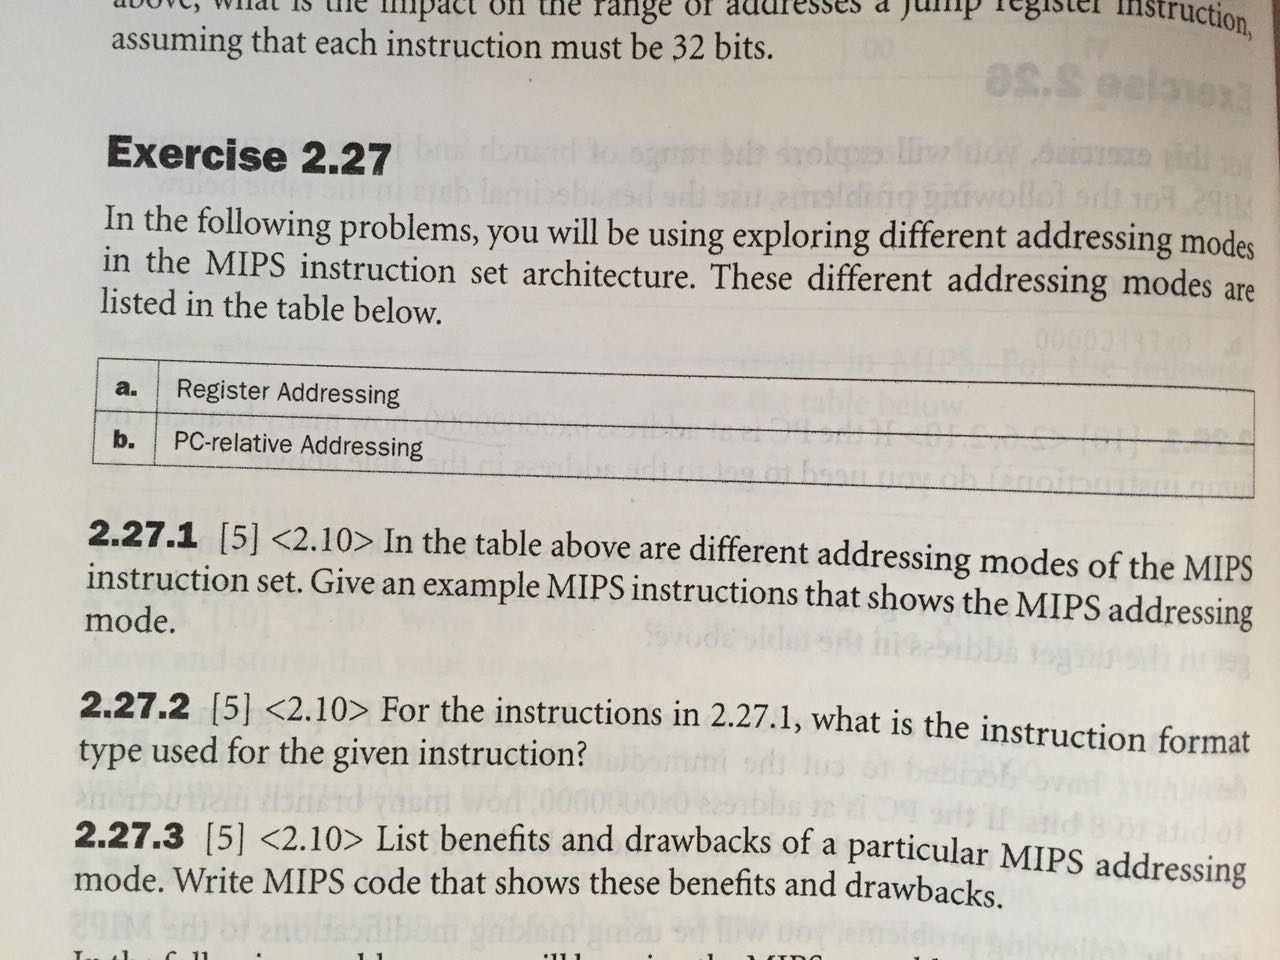 above, what is the impact on the range of addresses a jump register instruction,
assuming that each instruction must be 32 bits.
Exercise 2.27
In the following problems, you will be using exploring different addressing modes
in the MIPS instruction set architecture. These different addressing modes are
listed in the table below.
a. Register Addressing
b. PC-relative Addressing
2.27.1 [5] <2.10> In the table above are different addressing modes of the MIPS
instruction set. Give an example MIPS instructions that shows the MIPS addressing
mode.
2.27.2 [5] <2.10> For the instructions in 2.27.1, what is the instruction format
type used for the given instruction?
2.27.3 [5] <2.10> List benefits and drawbacks of a particular MIPS addressing
mode. Write MIPS code that shows these benefits and drawbacks.